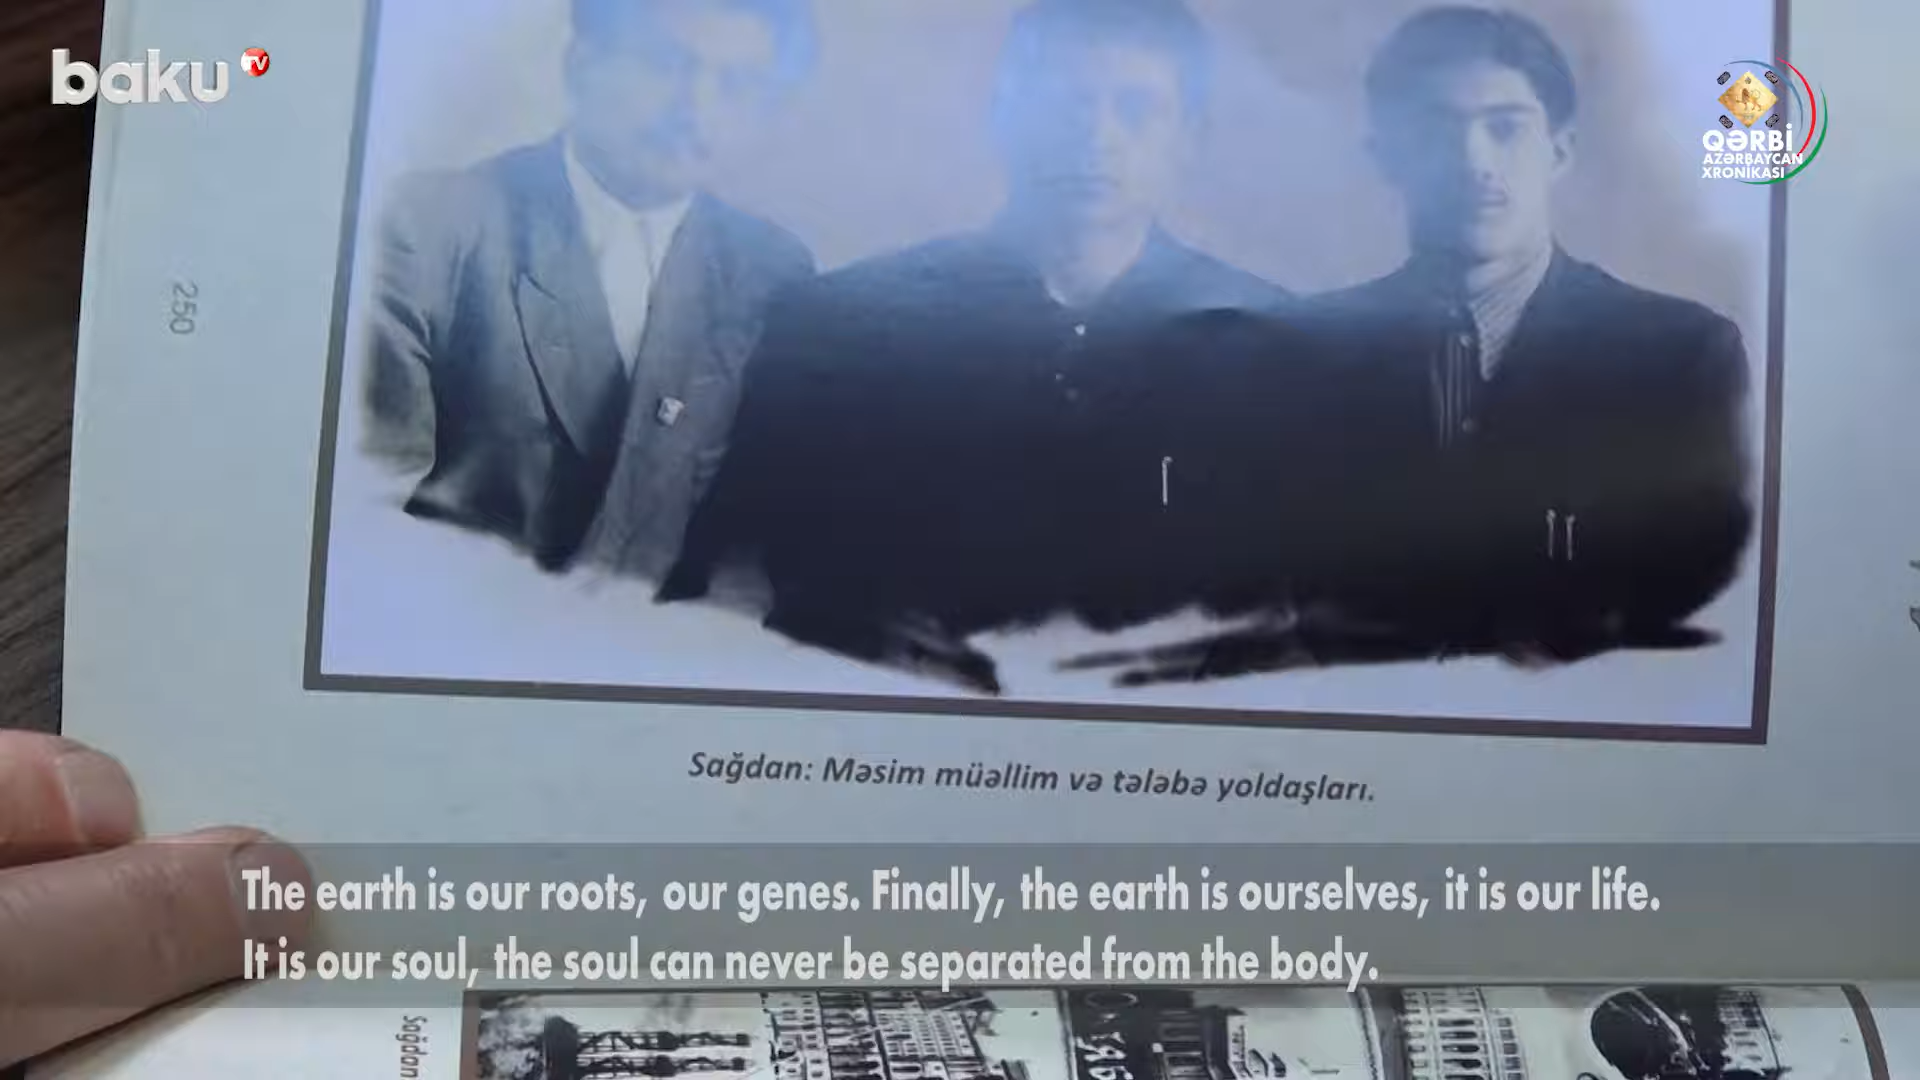 baku TV
QƏRBİ
AZƏRBAYCAN
XRONİKASI
250
Sağdan: Məsim müəllim və tələbə yoldaşları.
The earth is our roots, our genes. Finally, the earth is ourselves, it is our life.
It is our soul, the soul can never be separated from the body.
Sağdan